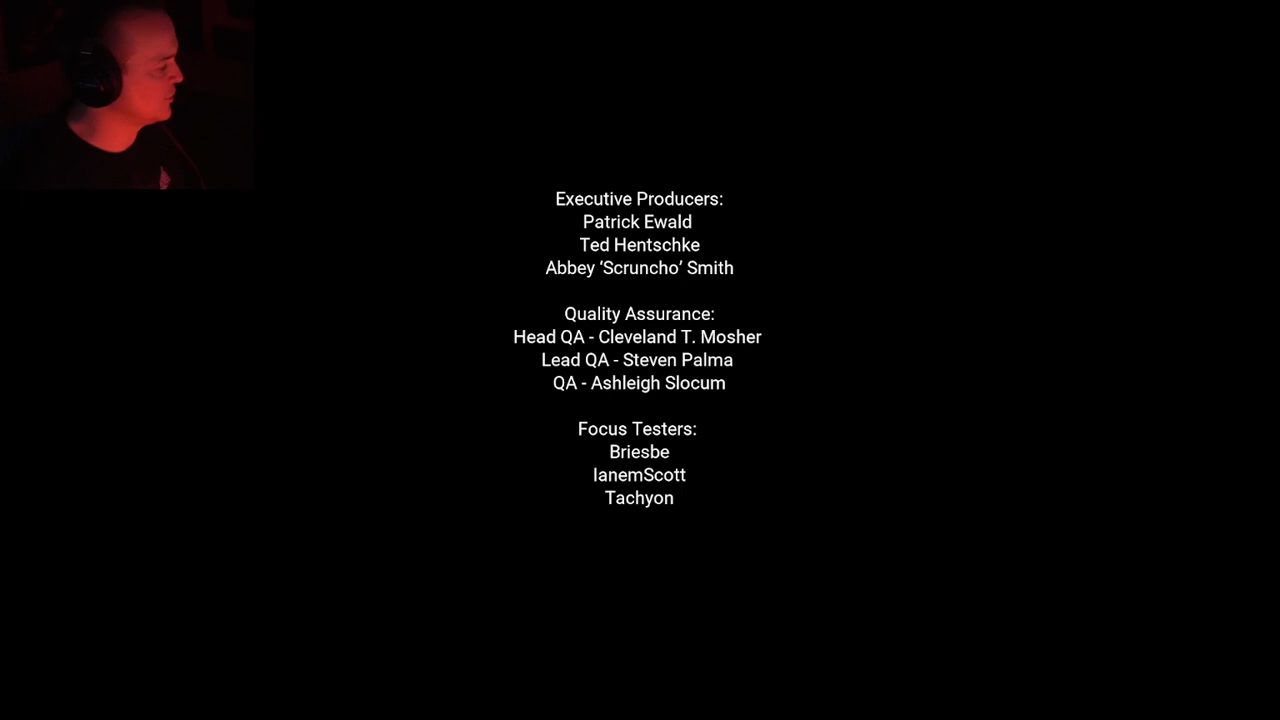 Executive Producers:
Patrick Ewald
Ted Hentschke
Abbey ‘Scruncho’ Smith
Quality Assurance:
Head QA - Cleveland T. Mosher
Lead QA - Steven Palma
QA - Ashleigh Slocum
Focus Testers:
Briesbe
IanemScott
Tachyon